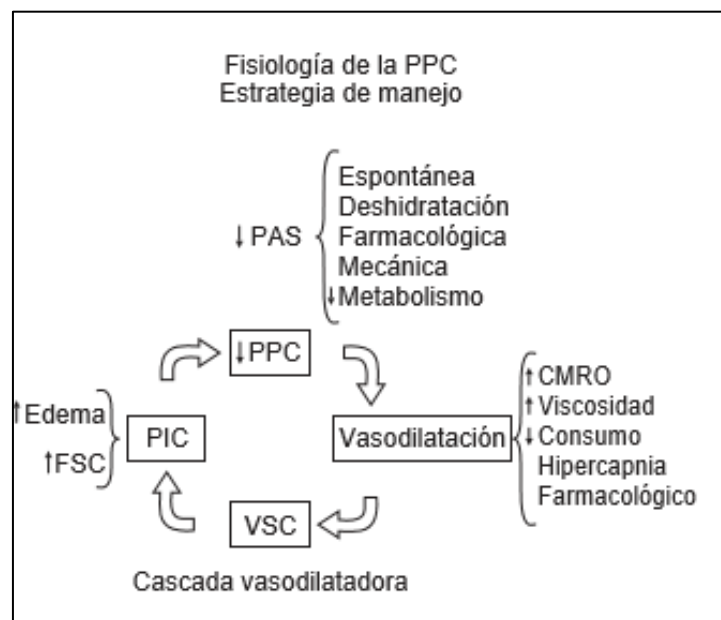 Fisiología de la PPC
Estrategia de manejo
↓ PAS
Espontánea
Deshidratación
Farmacológica
Mecánica
↓Metabolismo
↓PPC
Vasodilatación
↑ CMRO
↑ Viscosidad
↓ Consumo
Hipercapnia
Farmacológico
VSC
PIC
↑Edema
↑FSC
Cascada vasodilatadora